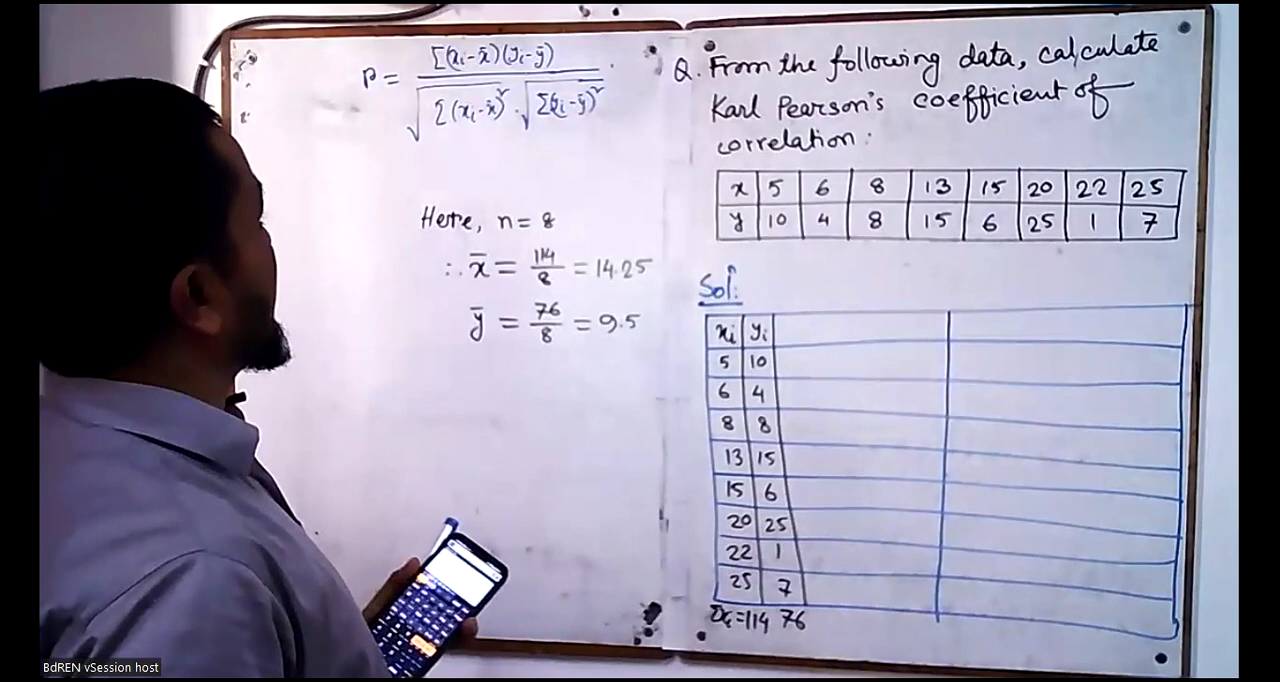 P = Σ(xi-x̄)(yi-ȳ) / √Σ(xi-x̄)² · √Σ(yi-ȳ)²
Here, n = 8
∴ x̄ = 114/8 = 14.25
ȳ = 76/8 = 9.5
Q. From the following data, calculate
Karl Pearson's coefficient of
correlation:
x 5 6 8 13 15 20 22 25
y 10 4 8 15 6 25 1 7
Sol:
xi yi
5 10
6 4
8 8
13 15
15 6
20 25
22 1
25 7
Σxi=114 76
BdREN vSession host